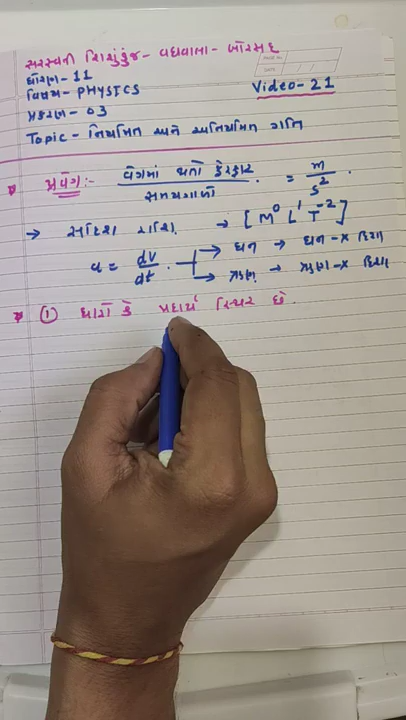 સરસ્વતી શિશુકુંજ - વઘવાલા - બોરસદ
ધોરણ - 11
વિષય - PHYSICS
Video - 21
પ્રકરણ - 03
Topic - નિયમિત અને અનિયમિત ગતિ
* પ્રવેગ :- વેગમાં થતો ફેરફાર / સમયગાળો = m / s²
→ સદિશ રાશિ → [M⁰ L¹ T⁻²]
a = dv / dt → ધન → ધન - x દિશા
→ ઋણ → ઋણ - x દિશા
* ① ધારો કે પદાર્થ સ્થિર છે.